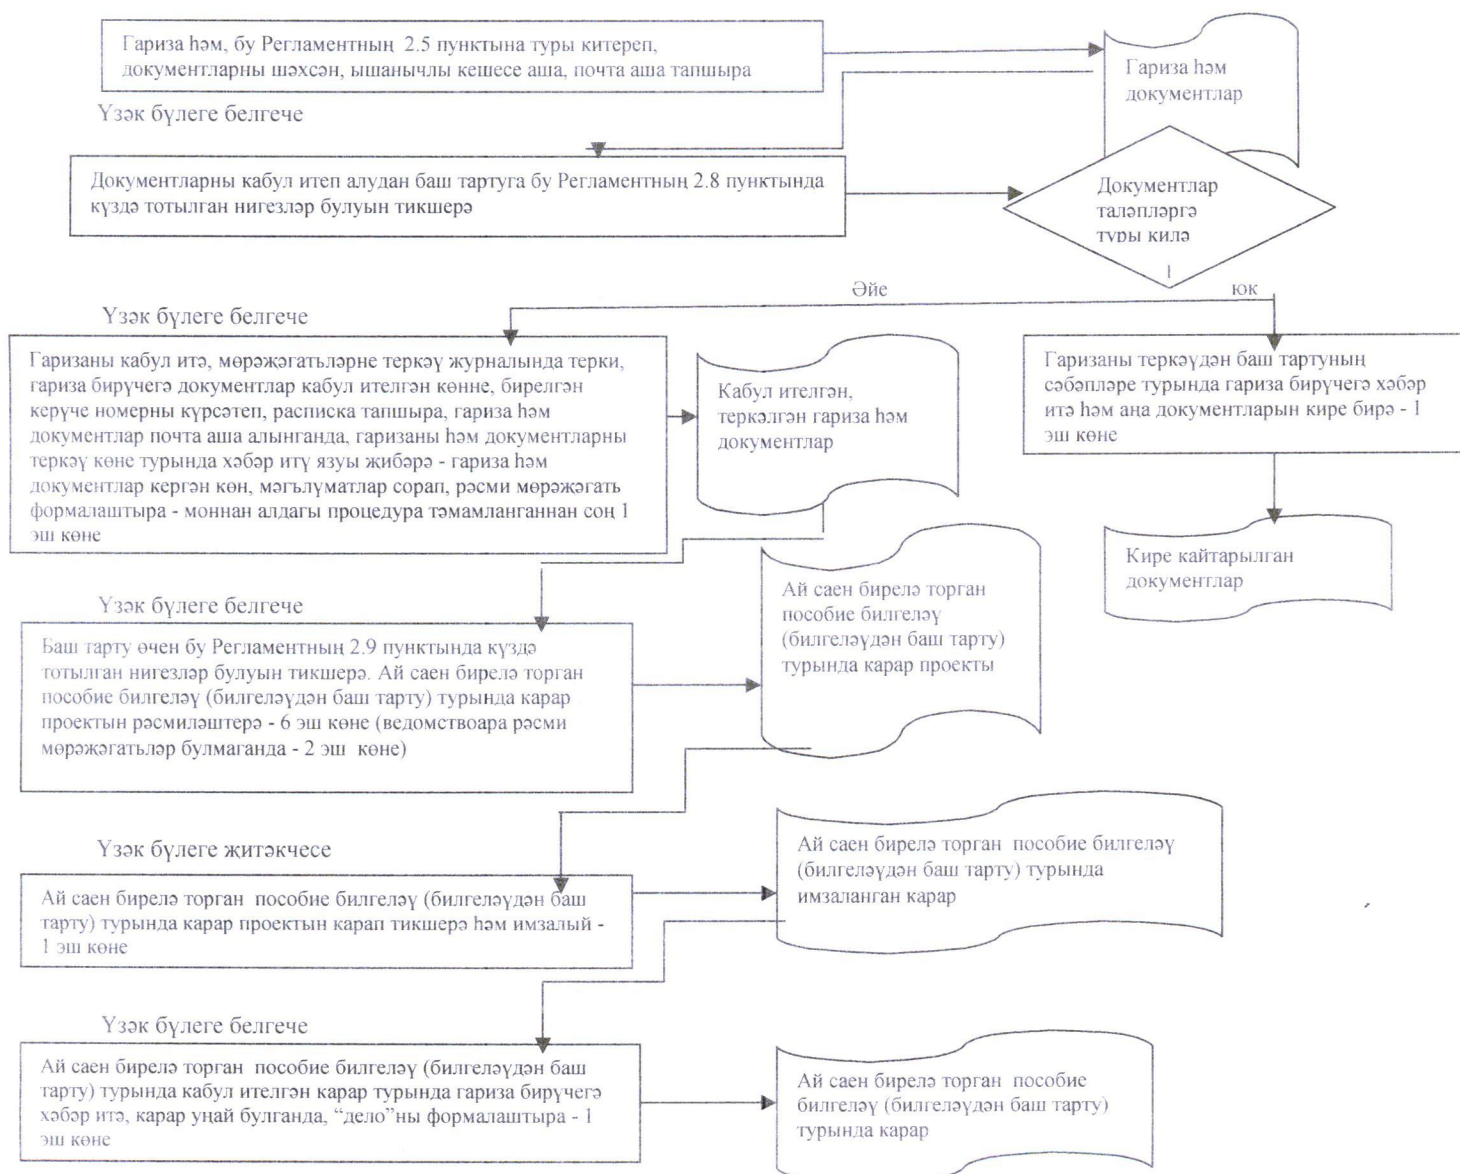 Гариза һәм, бу Регламентның 2.5 пунктына туры китереп,
документларны шәхсән, ышанычлы кешесе аша, почта аша тапшыра
Гариза һәм
документлар
Үзәк бүлеге белгече
Документларны кабул итеп алудан баш тартуга бу Регламентның 2.8 пунктында
күздә тотылган нигезләр булуын тикшерә
Документлар
таләпләргә
туры килә
Әйе
юк
Үзәк бүлеге белгече
Гаризаны кабул итә, мөрәҗәгатьләрне теркәү журналында терки,
гариза бирүчегә документлар кабул ителгән көнне, бирелгән
керүче номерны күрсәтеп, расписка тапшыра, гариза һәм
документлар почта аша алынганда, гаризаны һәм документларны
теркәү көне турында хәбәр итү язуы җибәрә - гариза һәм
документлар кергән көн, мәгълүматлар сорап, рәсми мөрәҗәгать
формалаштыра - моннан алдагы процедура тәмамланганнан соң 1
эш көне
Кабул ителгән,
теркәлгән гариза һәм
документлар
Гаризаны теркәүдән баш тартуның
сәбәпләре турында гариза бирүчегә хәбәр
итә һәм аңа документларын кире бирә - 1
эш көне
Кире кайтарылган
документлар
Үзәк бүлеге белгече
Баш тарту өчен бу Регламентның 2.9 пунктында күздә
тотылган нигезләр булуын тикшерә. Ай саен бирелә торган
пособие билгеләү (билгеләүдән баш тарту) турында карар
проектын рәсмиләштерә - 6 эш көне (ведомствоара рәсми
мөрәҗәгатьләр булмаганда - 2 эш көне)
Ай саен бирелә торган
пособие билгеләү
(билгеләүдән баш тарту)
турында карар проекты
Үзәк бүлеге җитәкчесе
Ай саен бирелә торган пособие билгеләү (билгеләүдән баш
тарту) турында карар проектын карап тикшерә һәм имзалый -
1 эш көне
Ай саен бирелә торган пособие билгеләү
(билгеләүдән баш тарту) турында
имзаланган карар
Үзәк бүлеге белгече
Ай саен бирелә торган пособие билгеләү (билгеләүдән баш
тарту) турында кабул ителгән карар турында гариза бирүчегә
хәбәр итә, карар уңай булганда, “дело”ны формалаштыра - 1
эш көне
Ай саен бирелә торган пособие
билгеләү (билгеләүдән баш тарту)
турында карар